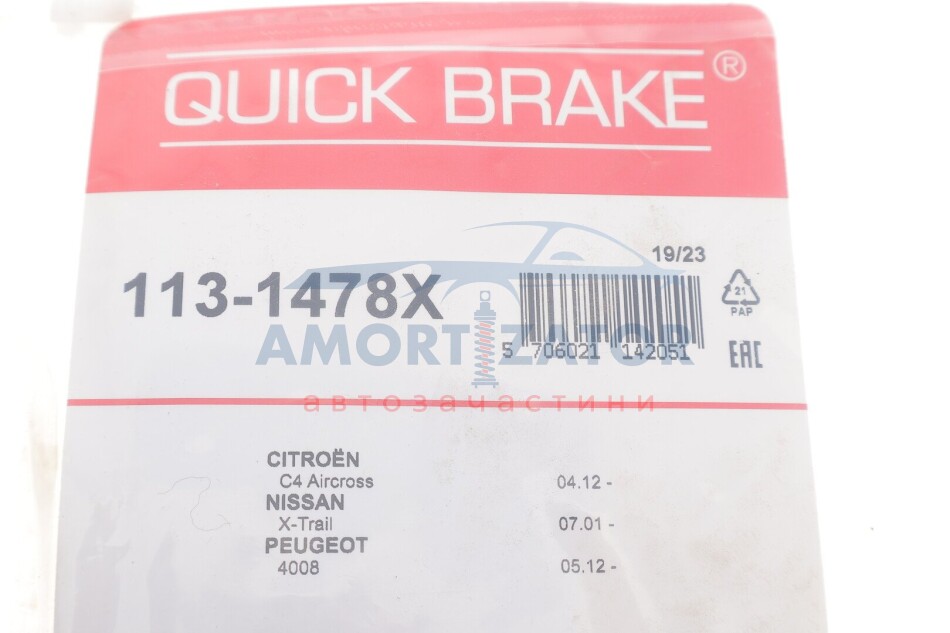 QUICK BRAKE®
19/23
113-1478X
21
PAP
AMORTIZATOR
5 706021 142051
EAC
автозапчастини
CITROËN
C4 Aircross 04.12 -
NISSAN
X-Trail 07.01 -
PEUGEOT
4008 05.12 -